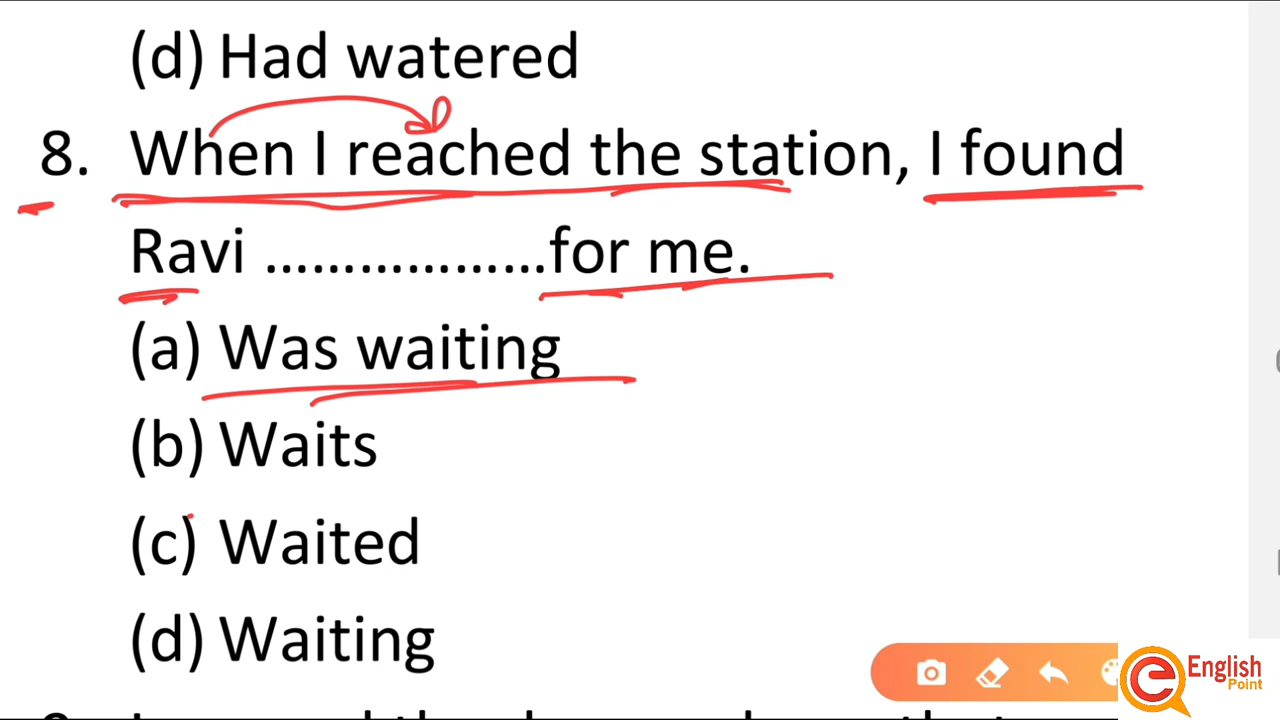 (d) Had watered
8. When I reached the station, I found
Ravi ...................for me.
(a) Was waiting
(b) Waits
(c) Waited
(d) Waiting
English
Point